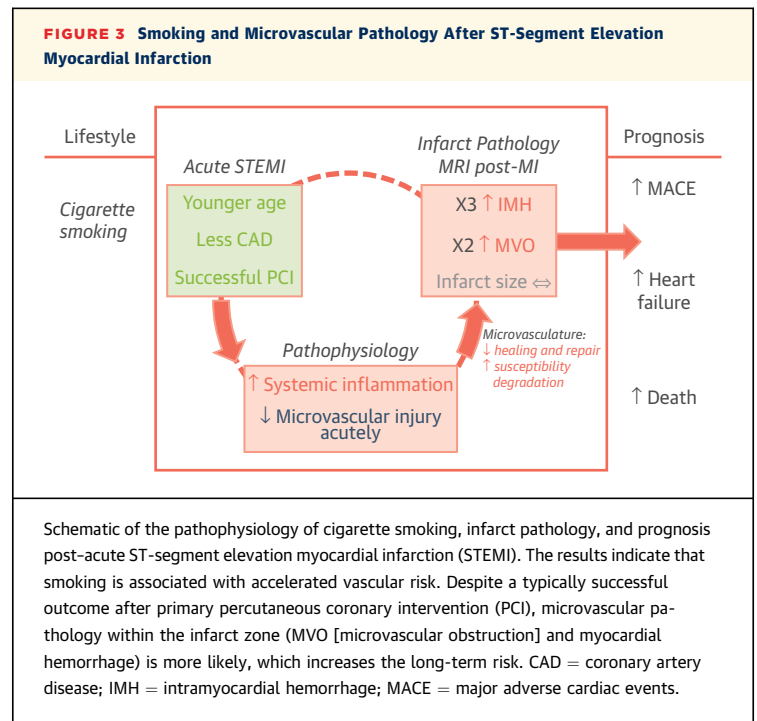 FIGURE 3 Smoking and Microvascular Pathology After ST-Segment Elevation
Myocardial Infarction
Lifestyle
Cigarette
smoking
Acute STEMI
Younger age
Less CAD
Successful PCI
Infarct Pathology
MRI post-MI
X3 ↑ IMH
X2 ↑ MVO
Infarct size ⇔
Pathophysiology
↑ Systemic inflammation
↓ Microvascular injury
acutely
Microvasculature:
↓ healing and repair
↑ susceptibility
degradation
Prognosis
↑ MACE
↑ Heart
failure
↑ Death
Schematic of the pathophysiology of cigarette smoking, infarct pathology, and prognosis
post–acute ST-segment elevation myocardial infarction (STEMI). The results indicate that
smoking is associated with accelerated vascular risk. Despite a typically successful
outcome after primary percutaneous coronary intervention (PCI), microvascular pa-
thology within the infarct zone (MVO [microvascular obstruction] and myocardial
hemorrhage) is more likely, which increases the long-term risk. CAD = coronary artery
disease; IMH = intramyocardial hemorrhage; MACE = major adverse cardiac events.